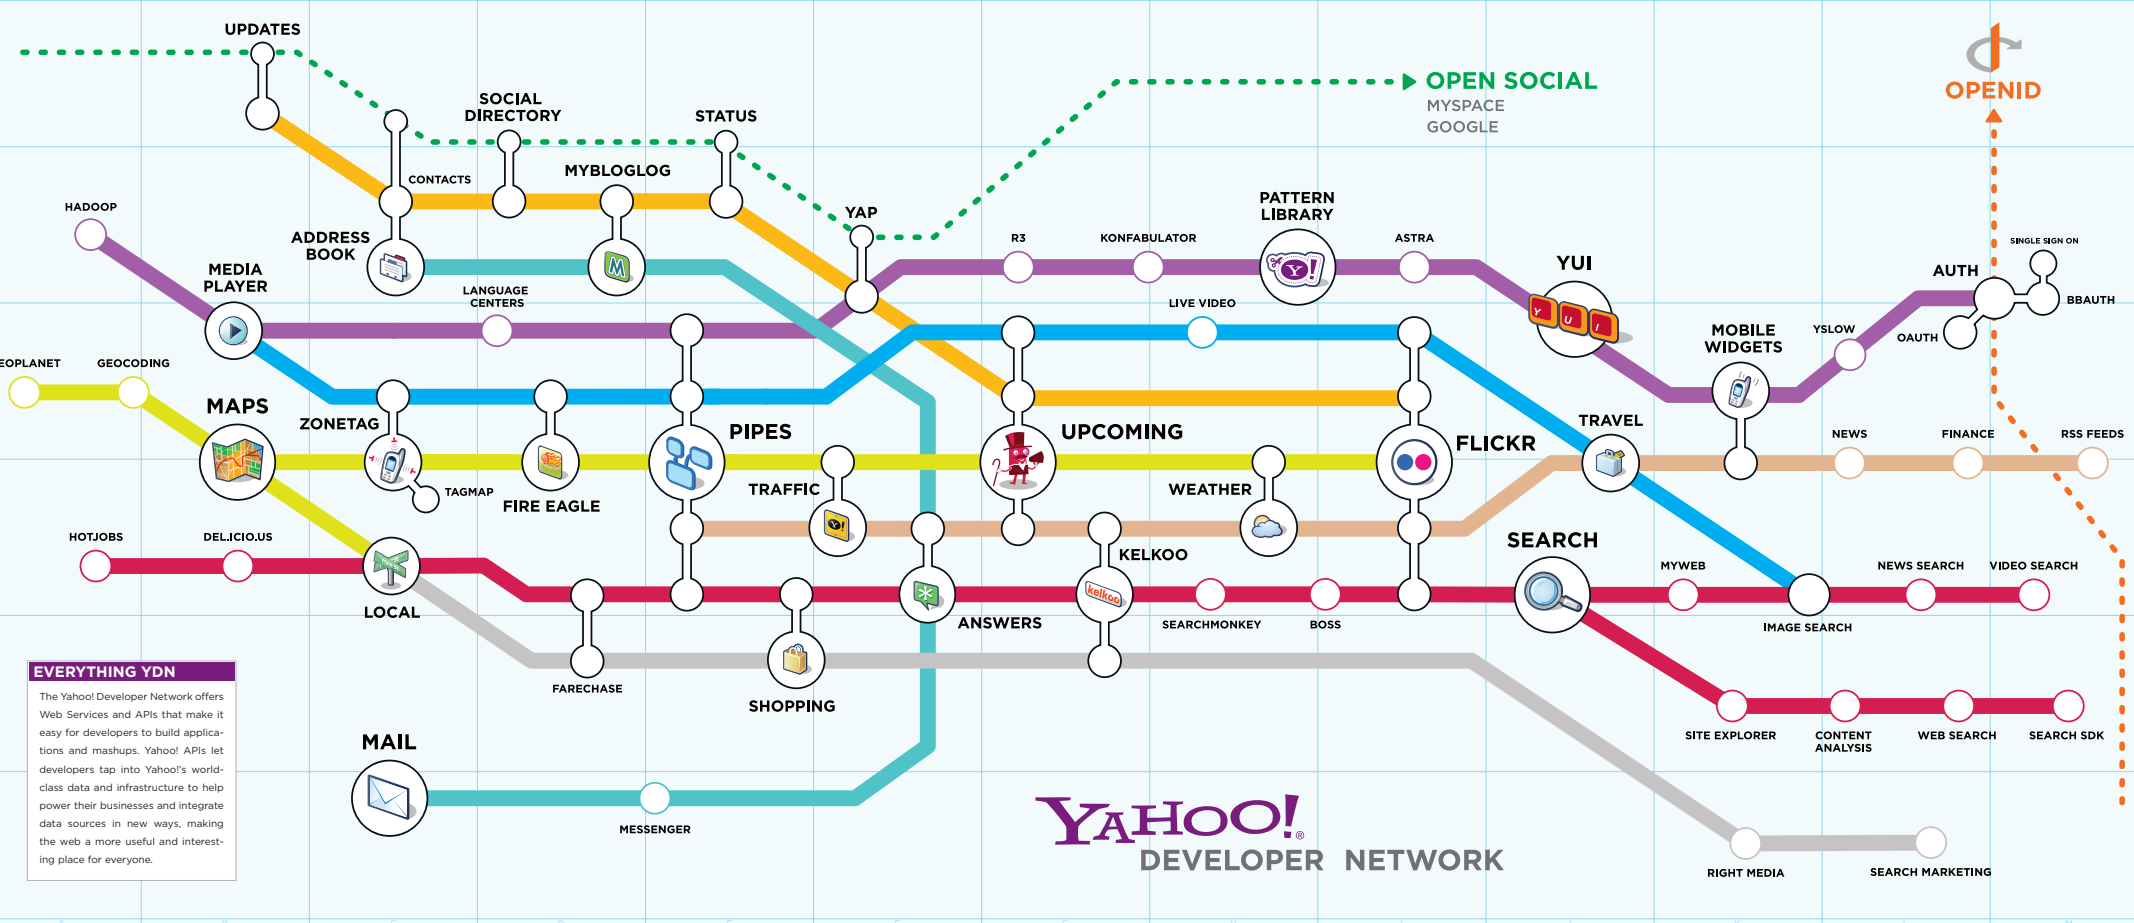 UPDATES
OPEN SOCIAL
MYSPACE
GOOGLE
OPENID
SOCIAL
DIRECTORY
STATUS
CONTACTS
MYBLOGLOG
HADOOP
ADDRESS
BOOK
YAP
PATTERN
LIBRARY
R3
KONFABULATOR
ASTRA
SINGLE SIGN ON
MEDIA
PLAYER
LANGUAGE
CENTERS
M
Y!
YUI
AUTH
BBAUTH
LIVE VIDEO
Y
U
I
MOBILE
WIDGETS
YSLOW
OAUTH
EOPLANET
GEOCODING
MAPS
ZONETAG
PIPES
UPCOMING
FLICKR
TRAVEL
NEWS
FINANCE
RSS FEEDS
TAGMAP
FIRE EAGLE
TRAFFIC
Y!
WEATHER
HOTJOBS
DEL.ICIO.US
LOCAL
KELKOO
kelkoo
SEARCH
MYWEB
NEWS SEARCH
VIDEO SEARCH
ANSWERS
SEARCHMONKEY
BOSS
IMAGE SEARCH
FARECHASE
SHOPPING
SITE EXPLORER
CONTENT
ANALYSIS
WEB SEARCH
SEARCH SDK
EVERYTHING YDN
The Yahoo! Developer Network offers
Web Services and APIs that make it
easy for developers to build applica-
tions and mashups. Yahoo! APIs let
developers tap into Yahoo!'s world-
class data and infrastructure to help
power their businesses and integrate
data sources in new ways, making
the web a more useful and interest-
ing place for everyone.
MAIL
MESSENGER
YAHOO!®
DEVELOPER NETWORK
RIGHT MEDIA
SEARCH MARKETING